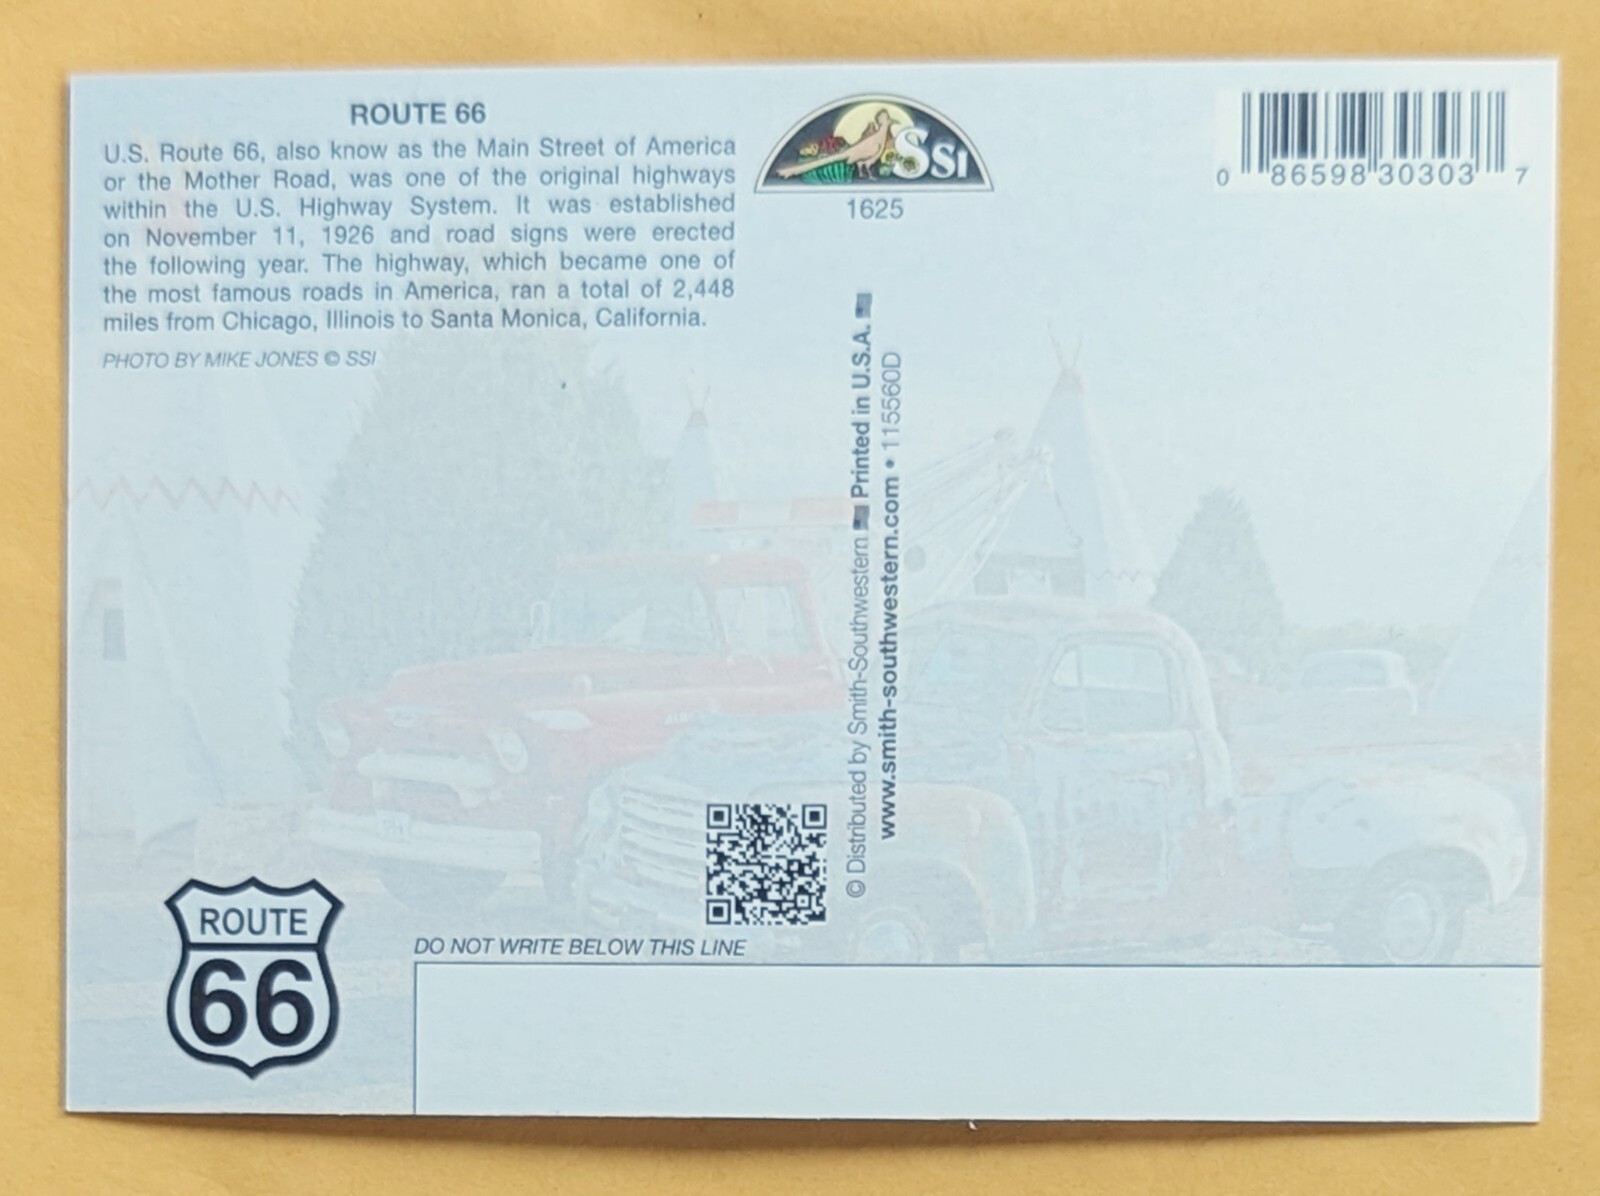 ROUTE 66
U.S. Route 66, also know as the Main Street of America
or the Mother Road, was one of the original highways
within the U.S. Highway System. It was established
on November 11, 1926 and road signs were erected
the following year. The highway, which became one of
the most famous roads in America, ran a total of 2,448
miles from Chicago, Illinois to Santa Monica, California.
PHOTO BY MIKE JONES © SSI
SSI
1625
0 86598 30303 7
© Distributed by Smith-Southwestern Printed in U.S.A.
www.smith-southwestern.com • 115560D
ROUTE
66
DO NOT WRITE BELOW THIS LINE